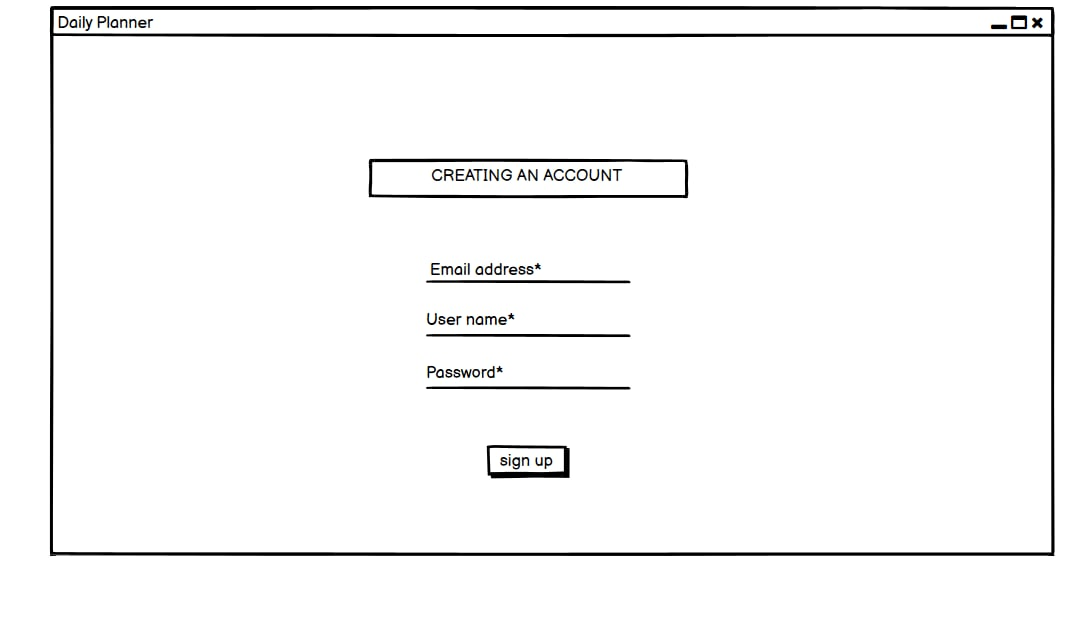 Daily Planner
CREATING AN ACCOUNT
Email address*
User name*
Password*
sign up